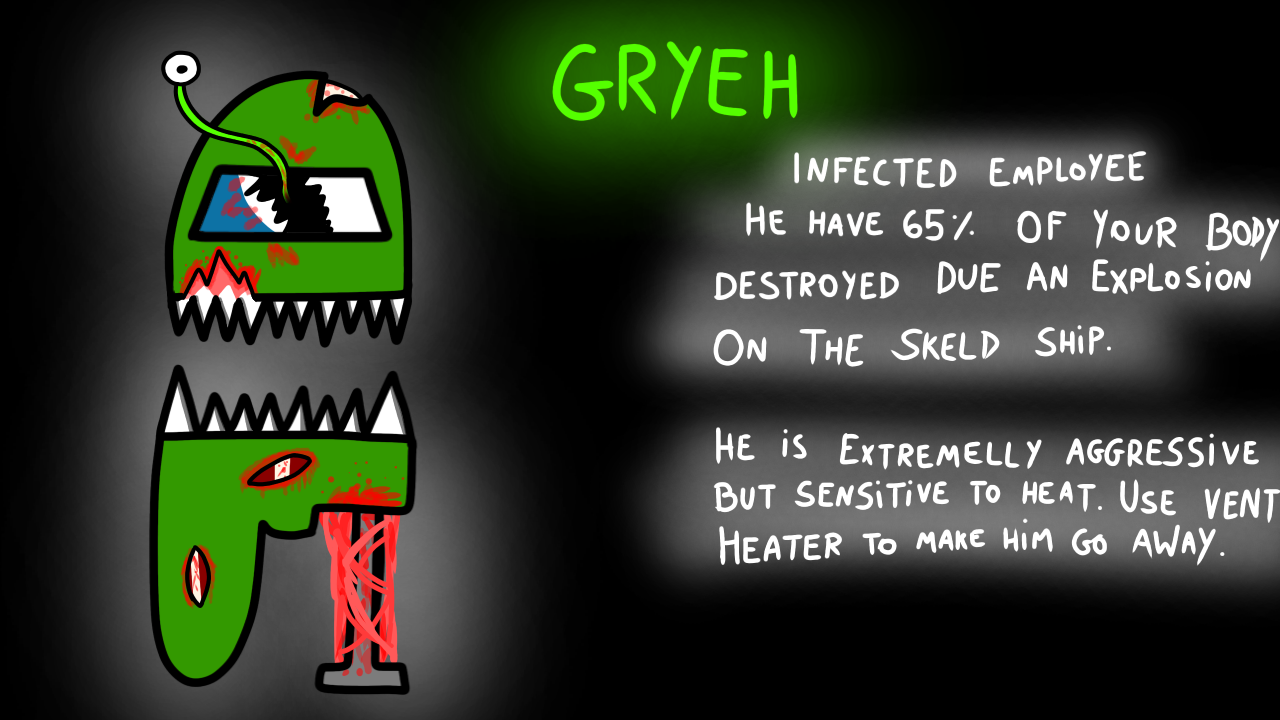 GRYEH
INFECTED EMPLOYEE
HE HAVE 65% OF YOUR BODY
DESTROYED DUE AN EXPLOSION
ON THE SKELD SHIP.
HE IS EXTREMELLY AGGRESSIVE
BUT SENSITIVE TO HEAT. USE VENT
HEATER TO MAKE HIM GO AWAY.